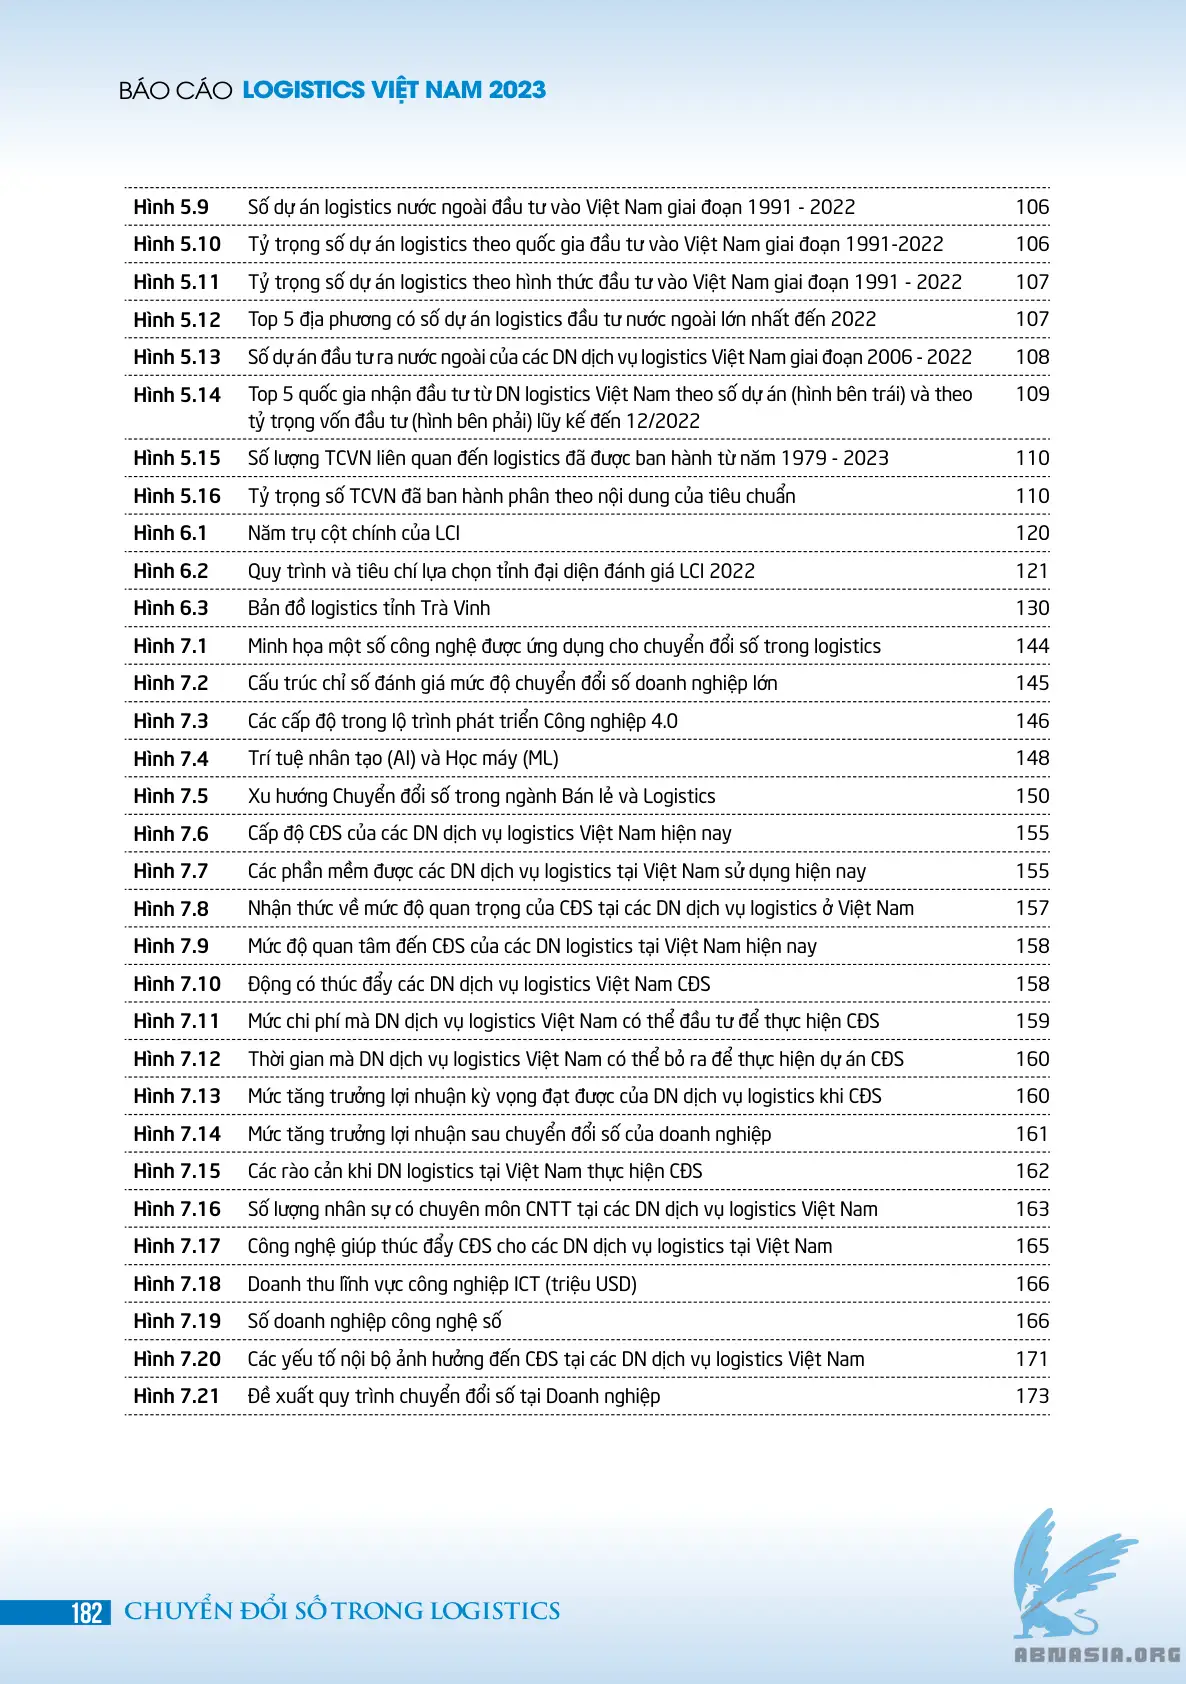 BÁO CÁO LOGISTICS VIỆT NAM 2023
Hình 5.9 Số dự án logistics nước ngoài đầu tư vào Việt Nam giai đoạn 1991 - 2022 106
Hình 5.10 Tỷ trọng số dự án logistics theo quốc gia đầu tư vào Việt Nam giai đoạn 1991-2022 106
Hình 5.11 Tỷ trọng số dự án logistics theo hình thức đầu tư vào Việt Nam giai đoạn 1991 - 2022 107
Hình 5.12 Top 5 địa phương có số dự án logistics đầu tư nước ngoài lớn nhất đến 2022 107
Hình 5.13 Số dự án đầu tư ra nước ngoài của các DN dịch vụ logistics Việt Nam giai đoạn 2006 - 2022 108
Hình 5.14 Top 5 quốc gia nhận đầu tư từ DN logistics Việt Nam theo số dự án (hình bên trái) và theo 109
tỷ trọng vốn đầu tư (hình bên phải) lũy kế đến 12/2022
Hình 5.15 Số lượng TCVN liên quan đến logistics đã được ban hành từ năm 1979 - 2023 110
Hình 5.16 Tỷ trọng số TCVN đã ban hành phân theo nội dung của tiêu chuẩn 110
Hình 6.1 Năm trụ cột chính của LCI 120
Hình 6.2 Quy trình và tiêu chí lựa chọn tỉnh đại diện đánh giá LCI 2022 121
Hình 6.3 Bản đồ logistics tỉnh Trà Vinh 130
Hình 7.1 Minh họa một số công nghệ được ứng dụng cho chuyển đổi số trong logistics 144
Hình 7.2 Cấu trúc chỉ số đánh giá mức độ chuyển đổi số doanh nghiệp lớn 145
Hình 7.3 Các cấp độ trong lộ trình phát triển Công nghiệp 4.0 146
Hình 7.4 Trí tuệ nhân tạo (AI) và Học máy (ML) 148
Hình 7.5 Xu hướng Chuyển đổi số trong ngành Bán lẻ và Logistics 150
Hình 7.6 Cấp độ CĐS của các DN dịch vụ logistics Việt Nam hiện nay 155
Hình 7.7 Các phần mềm được các DN dịch vụ logistics tại Việt Nam sử dụng hiện nay 155
Hình 7.8 Nhận thức về mức độ quan trọng của CĐS tại các DN dịch vụ logistics ở Việt Nam 157
Hình 7.9 Mức độ quan tâm đến CĐS của các DN logistics tại Việt Nam hiện nay 158
Hình 7.10 Động có thúc đẩy các DN dịch vụ logistics Việt Nam CĐS 158
Hình 7.11 Mức chi phí mà DN dịch vụ logistics Việt Nam có thể đầu tư để thực hiện CĐS 159
Hình 7.12 Thời gian mà DN dịch vụ logistics Việt Nam có thể bỏ ra để thực hiện dự án CĐS 160
Hình 7.13 Mức tăng trưởng lợi nhuận kỳ vọng đạt được của DN dịch vụ logistics khi CĐS 160
Hình 7.14 Mức tăng trưởng lợi nhuận sau chuyển đổi số của doanh nghiệp 161
Hình 7.15 Các rào cản khi DN logistics tại Việt Nam thực hiện CĐS 162
Hình 7.16 Số lượng nhân sự có chuyên môn CNTT tại các DN dịch vụ logistics Việt Nam 163
Hình 7.17 Công nghệ giúp thúc đẩy CĐS cho các DN dịch vụ logistics tại Việt Nam 165
Hình 7.18 Doanh thu lĩnh vực công nghiệp ICT (triệu USD) 166
Hình 7.19 Số doanh nghiệp công nghệ số 166
Hình 7.20 Các yếu tố nội bộ ảnh hưởng đến CĐS tại các DN dịch vụ logistics Việt Nam 171
Hình 7.21 Đề xuất quy trình chuyển đổi số tại Doanh nghiệp 173
182 CHUYỂN ĐỔI SỐ TRONG LOGISTICS
ABNASIA.ORG